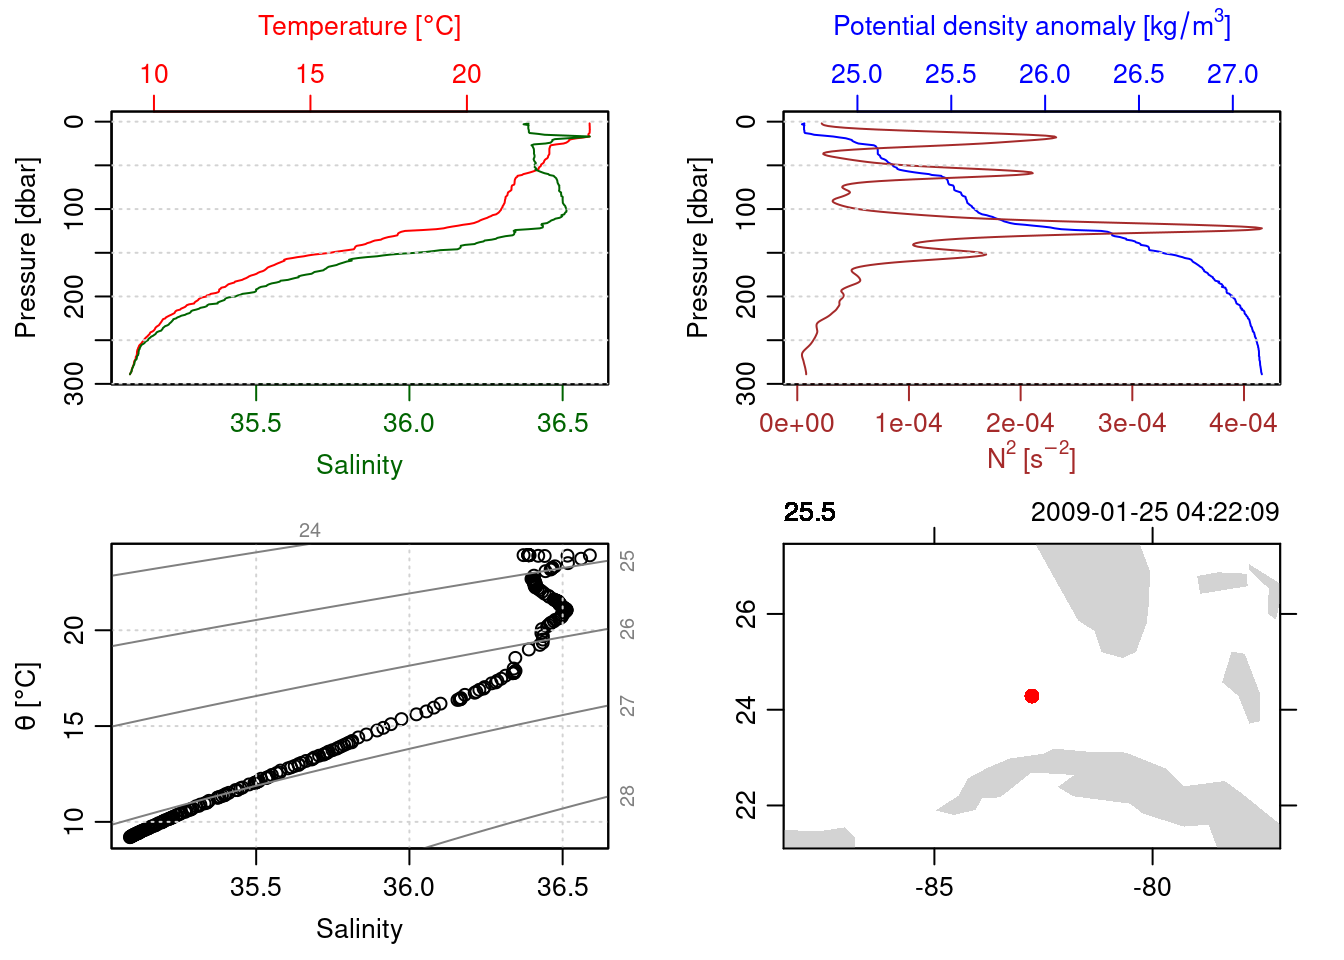 Temperature [°C]
10 15 20
Pressure [dbar]
0
100
200
300
35.5 36.0 36.5
Salinity
Potential density anomaly [kg/m³]
25.0 25.5 26.0 26.5 27.0
Pressure [dbar]
0
100
200
300
0e+00 1e-04 2e-04 3e-04 4e-04
N² [s⁻²]
24
25
26
27
28
θ [°C]
20
15
10
35.5 36.0 36.5
Salinity
25.5 2009-01-25 04:22:09
26
24
22
-85 -80